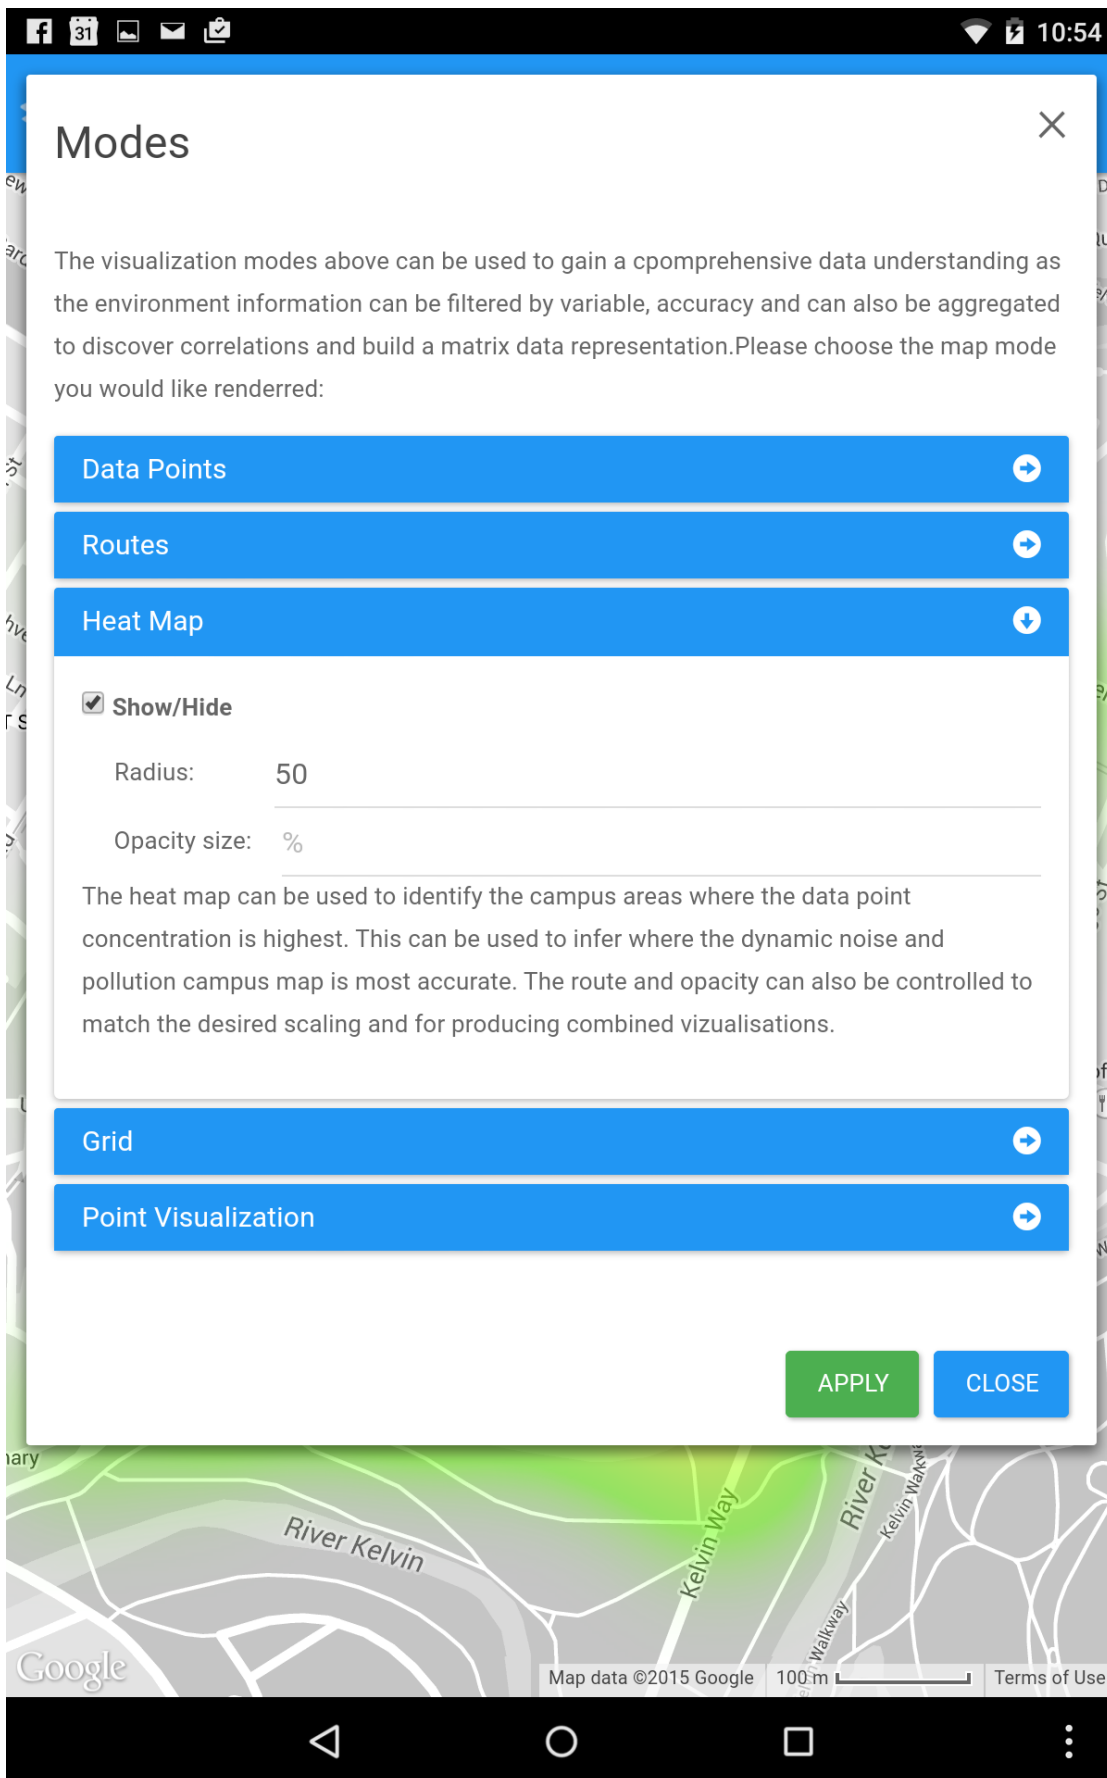 31
10:54
Modes
The visualization modes above can be used to gain a cpomprehensive data understanding as
the environment information can be filtered by variable, accuracy and can also be aggregated
to discover correlations and build a matrix data representation.Please choose the map mode
you would like renderred:
Data Points
Routes
Heat Map
Show/Hide
Radius: 50
Opacity size: %
The heat map can be used to identify the campus areas where the data point
concentration is highest. This can be used to infer where the dynamic noise and
pollution campus map is most accurate. The route and opacity can also be controlled to
match the desired scaling and for producing combined vizualisations.
Grid
Point Visualization
APPLY CLOSE
River Kelvin
Kelvin Way
River
Kelvin Walkway
Walkway
Google
Map data ©2015 Google 100 m Terms of Use